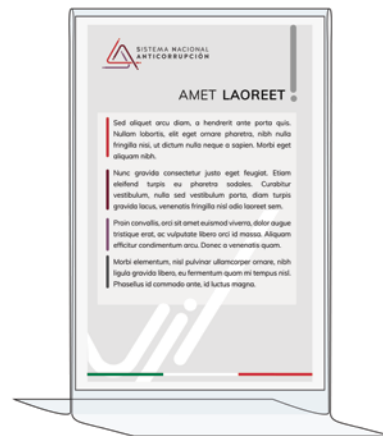 SISTEMA NACIONAL
ANTICORRUPCIÓN
AMET LAOREET
Sed aliquet arcu diam, a hendrerit ante porta quis.
Nullam lobortis, elit eget ornare pharetra, nibh nulla
fringilla nisi, ut dictum nulla neque a sapien. Morbi eget
aliquam nibh.
Nunc gravida consectetur justo eget feugiat. Etiam
eleifend turpis eu pharetra sodales. Curabitur
vestibulum, nulla sed vestibulum porta, diam turpis
gravida lacus, venenatis fringilla nisl odio laoreet sem.
Proin convallis, orci sit amet euismod viverra, dolor augue
tristique erat, ac vulputate libero orci id massa. Aliquam
efficitur condimentum arcu. Donec a venenatis quam.
Morbi elementum, nisl pulvinar ullamcorper ornare, nibh
ligula gravida libero, eu fermentum quam mi tempus nisl.
Phasellus id commodo ante, id luctus magna.